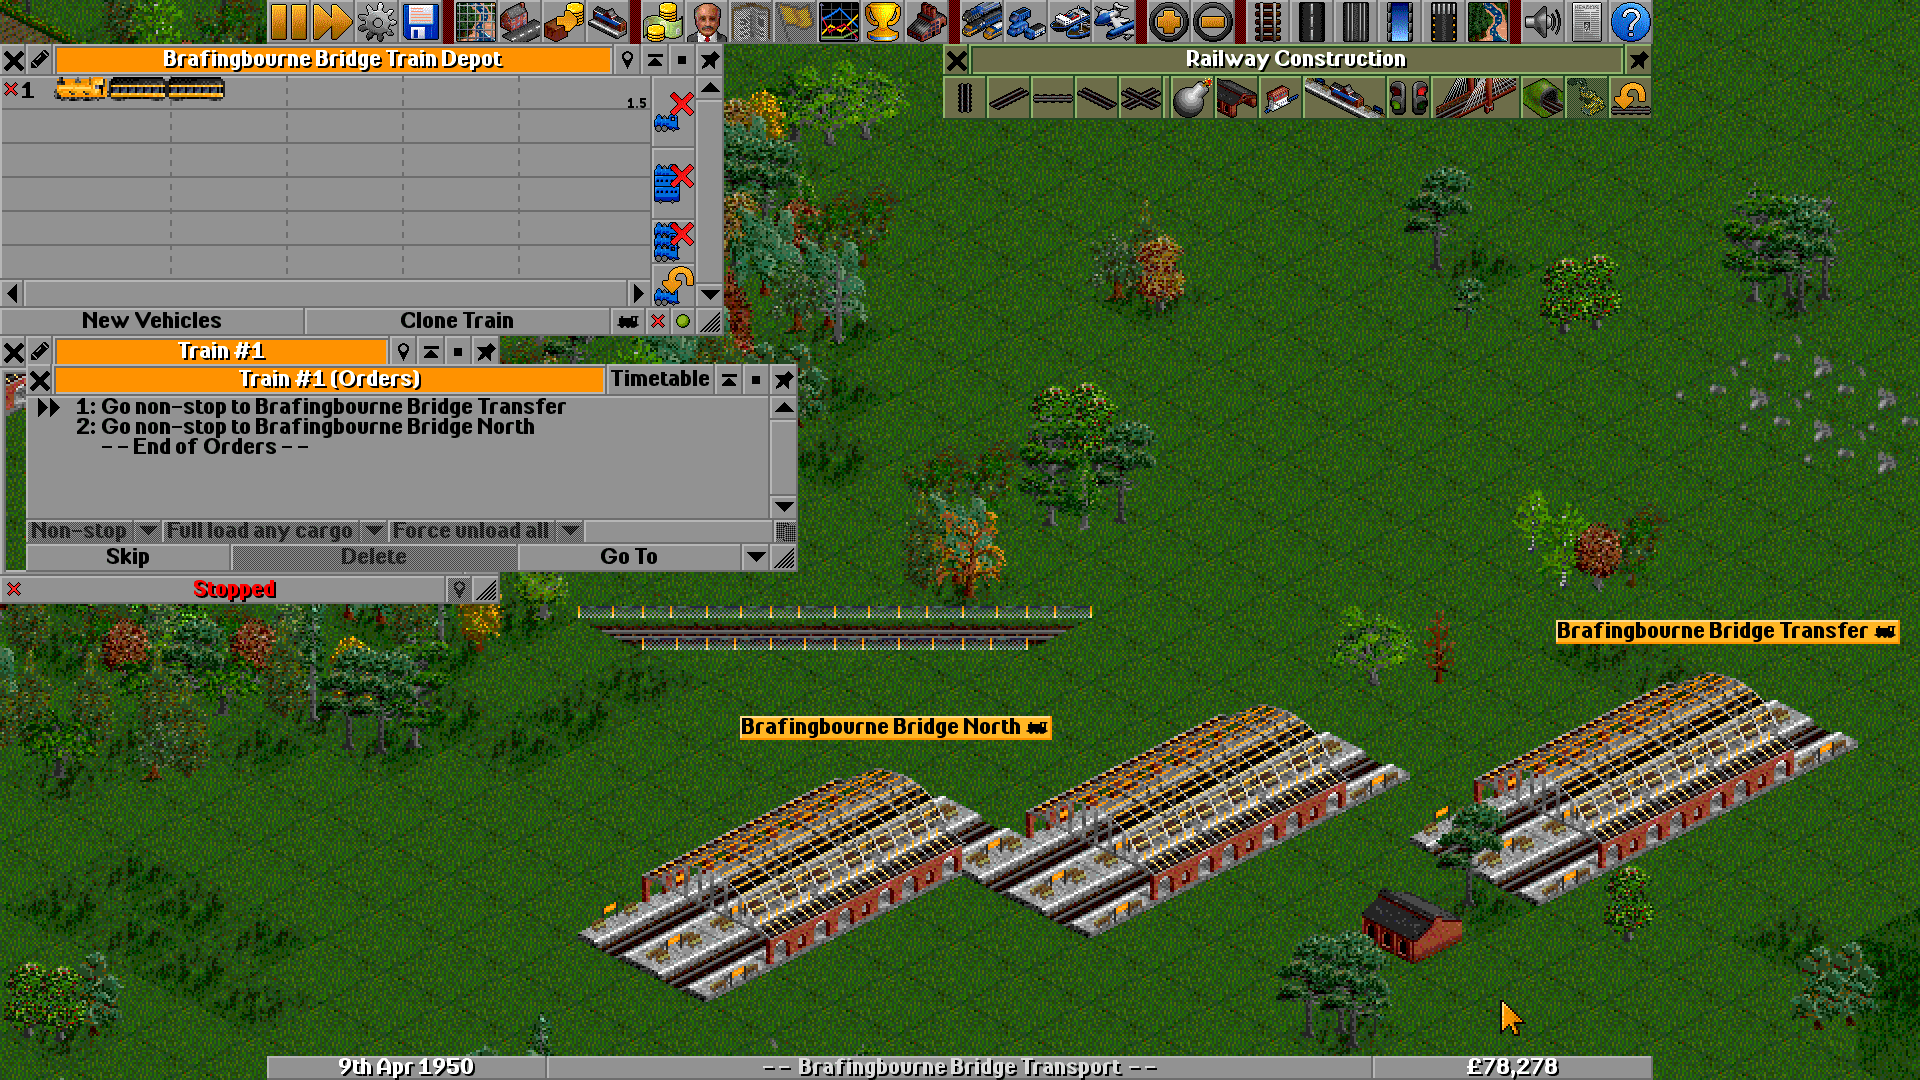 Brafingbourne Bridge Train Depot
Railway Construction
1
1.5
New Vehicles
Clone Train
Train #1
Train #1 (Orders)
Timetable
1: Go non-stop to Brafingbourne Bridge Transfer
2: Go non-stop to Brafingbourne Bridge North
- - End of Orders - -
Non-stop
Full load any cargo
Force unload all
Skip
Delete
Go To
Stopped
Brafingbourne Bridge Transfer
Brafingbourne Bridge North
9th Apr 1950
- - Brafingbourne Bridge Transport - -
£78,278